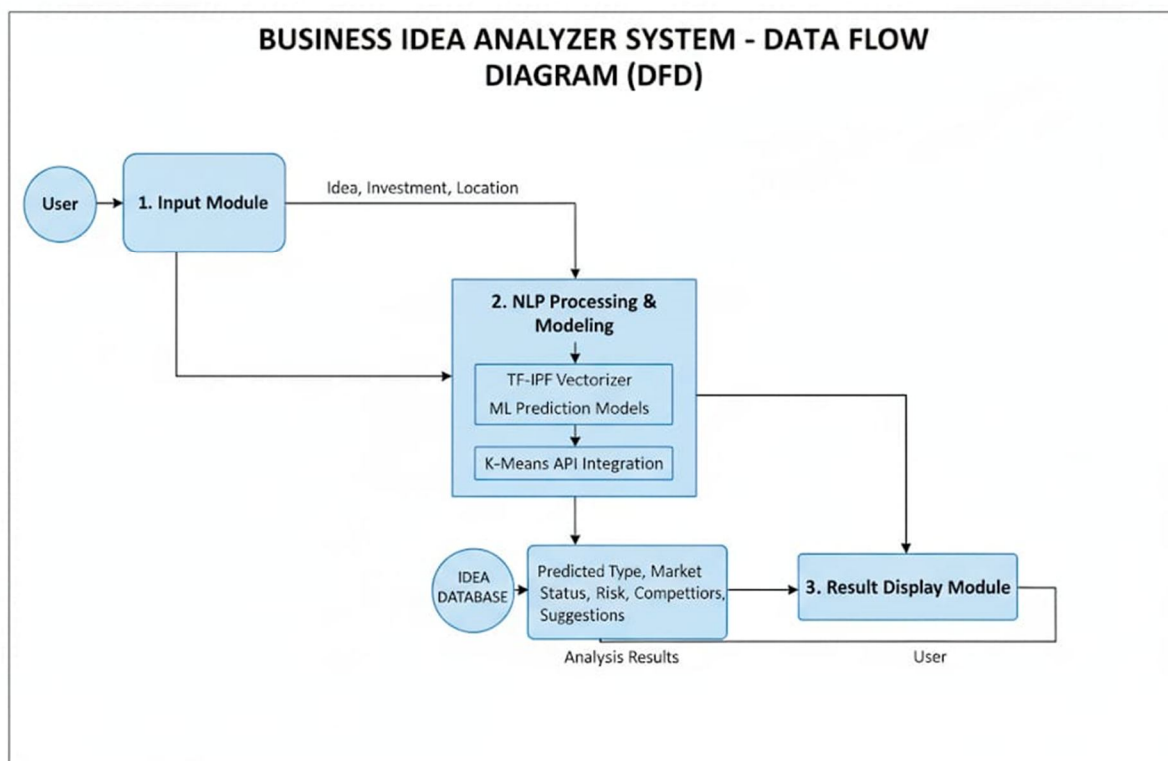 BUSINESS IDEA ANALYZER SYSTEM - DATA FLOW
DIAGRAM (DFD)
User
1. Input Module
Idea, Investment, Location
2. NLP Processing &
Modeling
TF-IPF Vectorizer
ML Prediction Models
K-Means API Integration
IDEA
DATABASE
Predicted Type, Market
Status, Risk, Compettiors,
Suggestions
3. Result Display Module
Analysis Results
User